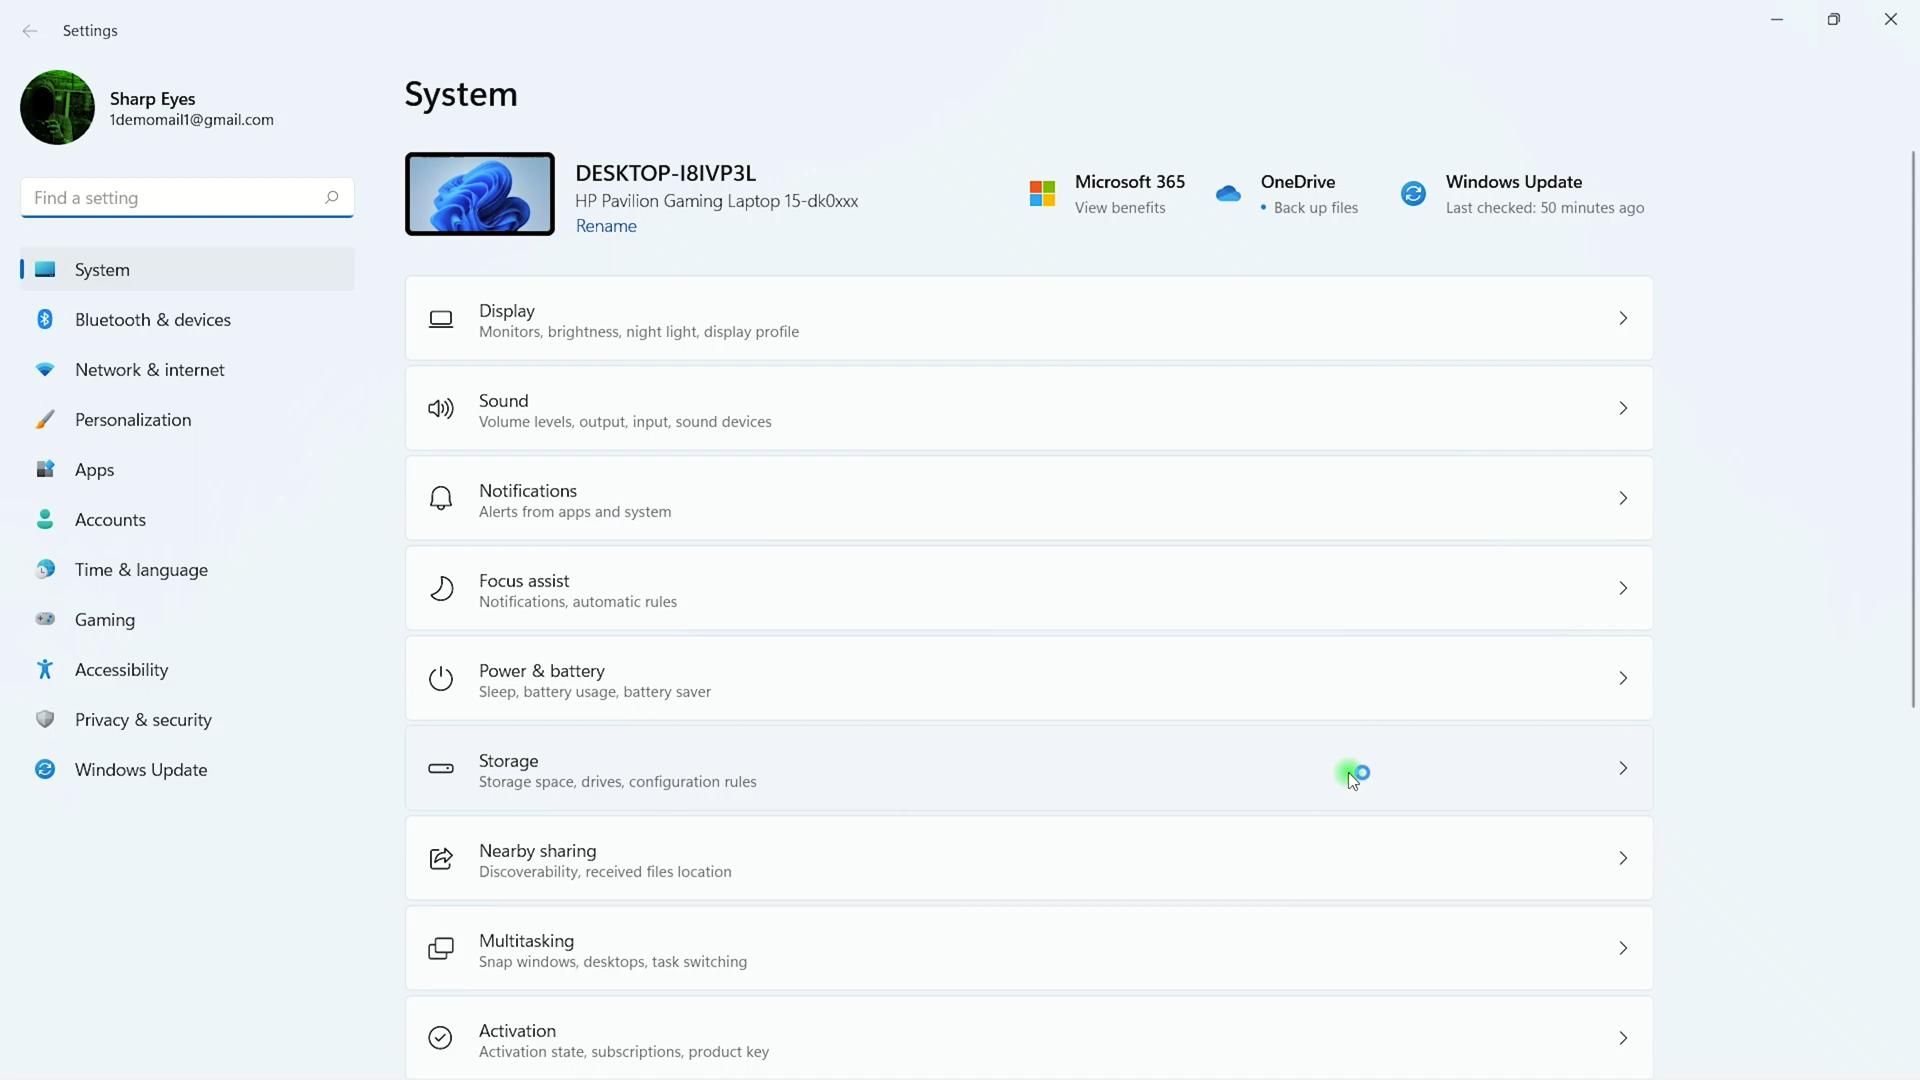 Settings
Sharp Eyes
1demomail1@gmail.com
Find a setting
System
Bluetooth & devices
Network & internet
Personalization
Apps
Accounts
Time & language
Gaming
Accessibility
Privacy & security
Windows Update
System
DESKTOP-I8IVP3L
HP Pavilion Gaming Laptop 15-dk0xxx
Rename
Microsoft 365
View benefits
OneDrive
• Back up files
Windows Update
Last checked: 50 minutes ago
Display
Monitors, brightness, night light, display profile
Sound
Volume levels, output, input, sound devices
Notifications
Alerts from apps and system
Focus assist
Notifications, automatic rules
Power & battery
Sleep, battery usage, battery saver
Storage
Storage space, drives, configuration rules
Nearby sharing
Discoverability, received files location
Multitasking
Snap windows, desktops, task switching
Activation
Activation state, subscriptions, product key